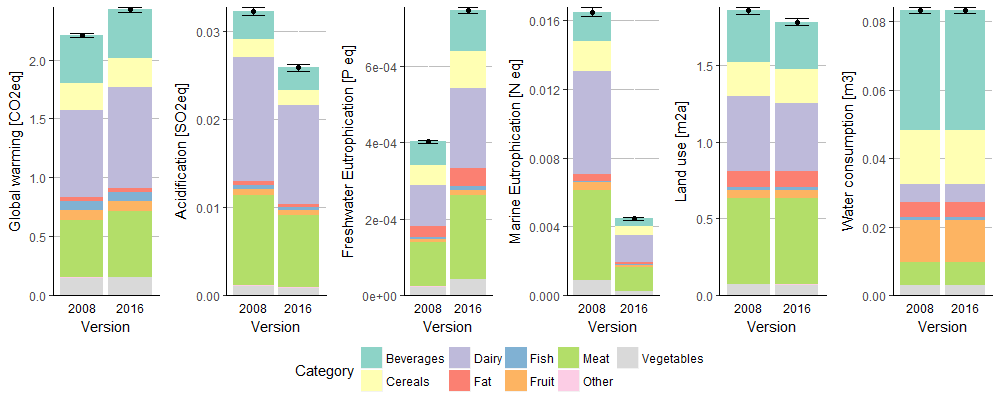 Global warming [CO2eq]
2.0
1.5
1.0
0.5
0.0
2008 2016
Version
Acidification [SO2eq]
0.03
0.02
0.01
0.00
2008 2016
Version
Freshwater Eutrophication [P eq]
6e-04
4e-04
2e-04
0e+00
2008 2016
Version
Marine Eutrophication [N eq]
0.016
0.012
0.008
0.004
0.000
2008 2016
Version
Land use [m2a]
1.5
1.0
0.5
0.0
2008 2016
Version
Water consumption [m3]
0.08
0.06
0.04
0.02
0.00
2008 2016
Version
Category
Beverages Dairy Fish Meat Vegetables
Cereals Fat Fruit Other